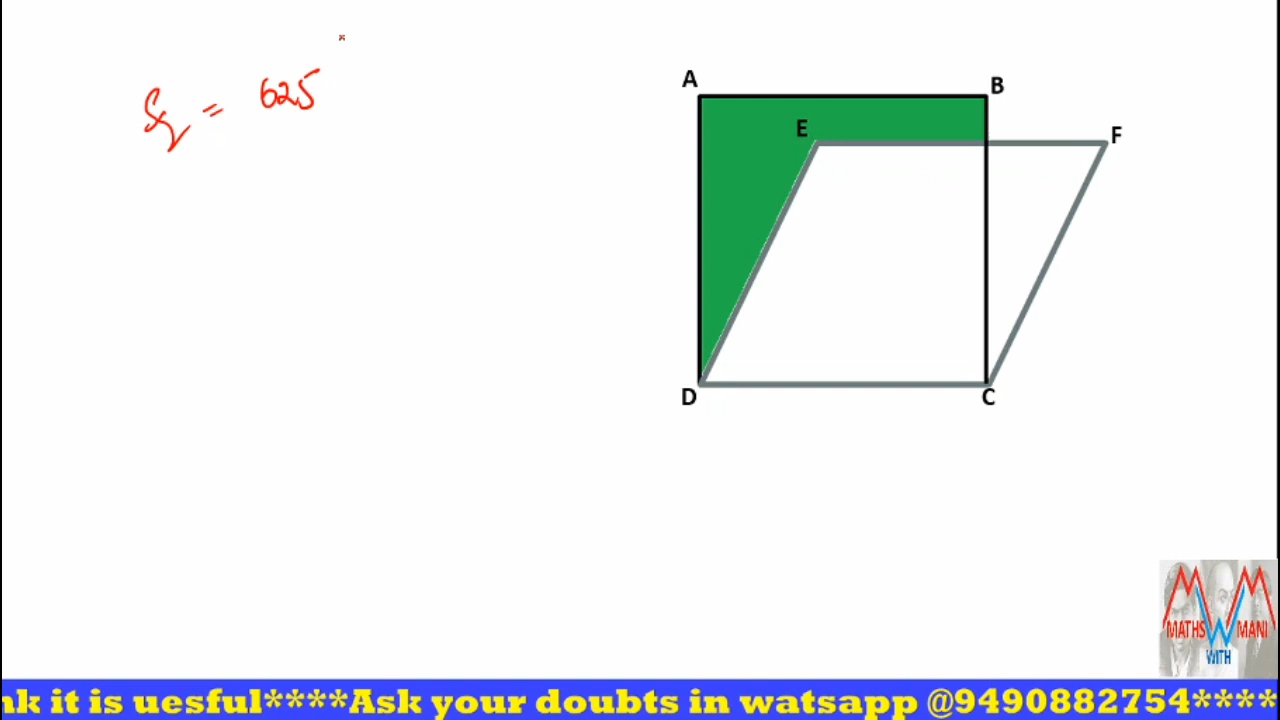 Sq = 625
A
B
E
F
D
C
MATHS MANI
WITH
nk it is uesful****Ask your doubts in watsapp @9490882754****